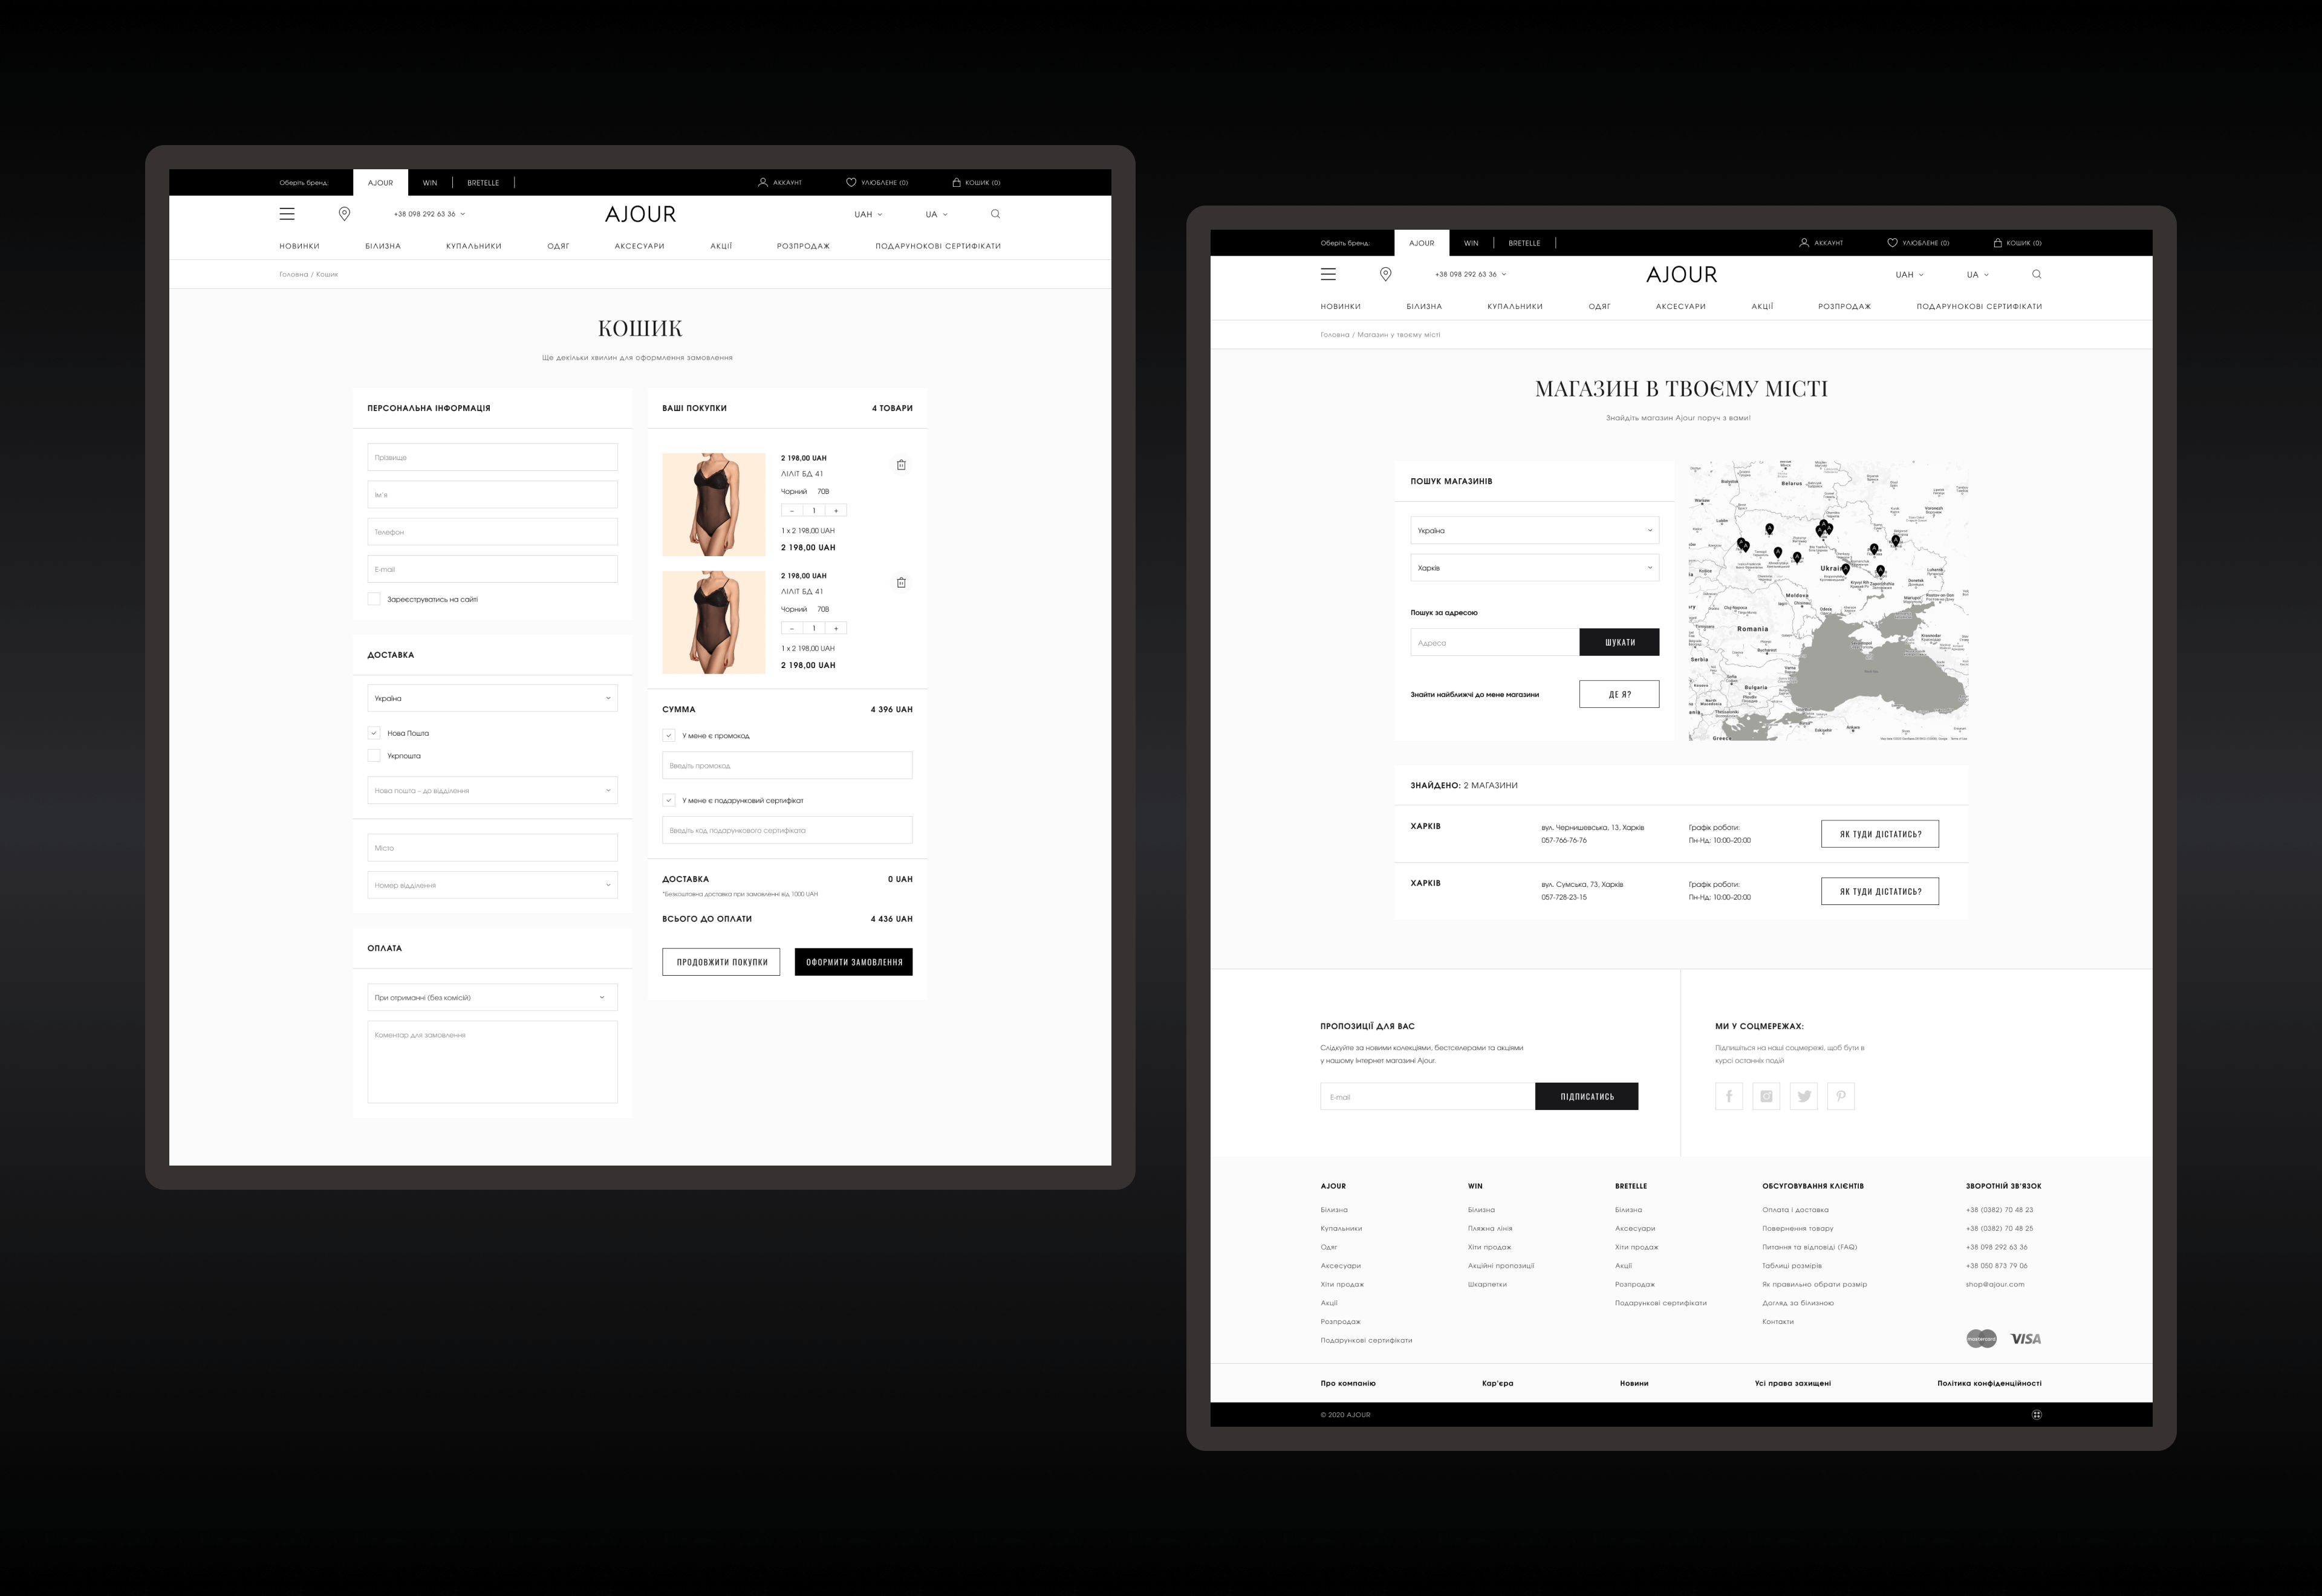 Оберіть бренд: AJOUR WIN BRETELLE АККАУНТ УЛЮБЛЕНЕ (0) КОШИК (0)
+38 098 292 63 36 AJOUR UAH UA
НОВИНКИ БІЛИЗНА КУПАЛЬНИКИ ОДЯГ АКСЕСУАРИ АКЦІЇ РОЗПРОДАЖ ПОДАРУНОКОВІ СЕРТИФІКАТИ
Головна / Кошик
КОШИК
Ще декілька хвилин для оформлення замовлення
ПЕРСОНАЛЬНА ІНФОРМАЦІЯ
Прізвище
Ім'я
Телефон
E-mail
Зареєструватись на сайті
ДОСТАВКА
Україна
Нова Пошта
Укрпошта
Нова пошта – до відділення
Місто
Номер відділення
ОПЛАТА
При отриманні (без комісій)
Коментар для замовлення
ВАШІ ПОКУПКИ 4 ТОВАРИ
2 198,00 UAH
ЛІЛІТ БД 41
Чорний 70B
– 1 +
1 x 2 198,00 UAH
2 198,00 UAH
2 198,00 UAH
ЛІЛІТ БД 41
Чорний 70B
– 1 +
1 x 2 198,00 UAH
2 198,00 UAH
СУММА 4 396 UAH
У мене є промокод
Введіть промокод
У мене є подарунковий сертифікат
Введіть код подарункового сертифіката
ДОСТАВКА 0 UAH
*Безкоштовна доставка при замовленні від 1000 UAH
ВСЬОГО ДО ОПЛАТИ 4 436 UAH
ПРОДОВЖИТИ ПОКУПКИ ОФОРМИТИ ЗАМОВЛЕННЯ
Оберіть бренд: AJOUR WIN BRETELLE АККАУНТ УЛЮБЛЕНЕ (0) КОШИК (0)
+38 098 292 63 36 AJOUR UAH UA
НОВИНКИ БІЛИЗНА КУПАЛЬНИКИ ОДЯГ АКСЕСУАРИ АКЦІЇ РОЗПРОДАЖ ПОДАРУНОКОВІ СЕРТИФІКАТИ
Головна / Магазин у твоєму місті
МАГАЗИН В ТВОЄМУ МІСТІ
Знайдіть магазин Ajour поруч з вами!
ПОШУК МАГАЗИНІВ
Україна
Харків
Пошук за адресою
Адреса ШУКАТИ
Знайти найближчі до мене магазини ДЕ Я?
Belarus
Moldova
Romania
Serbia
Bulgaria
Greece
ЗНАЙДЕНО: 2 МАГАЗИНИ
ХАРКІВ вул. Чернишевська, 13, Харків Графік роботи: ЯК ТУДИ ДІСТАТИСЬ?
057-766-76-76 Пн-Нд: 10:00–20:00
ХАРКІВ вул. Сумська, 73, Харків Графік роботи: ЯК ТУДИ ДІСТАТИСЬ?
057-728-23-15 Пн-Нд: 10:00–20:00
ПРОПОЗИЦІЇ ДЛЯ ВАС
Слідкуйте за новими колекціями, бестселерами та акціями
у нашому інтернет магазині Ajour.
E-mail ПІДПИСАТИСЬ
МИ У СОЦМЕРЕЖАХ:
Підпишіться на наші соцмережі, щоб бути в
курсі останніх подій
AJOUR
Білизна
Купальники
Одяг
Аксесуари
Хіти продаж
Акції
Розпродаж
Подарункові сертифікати
WIN
Білизна
Пляжна лінія
Хіти продаж
Акційні пропозиції
Шкарпетки
BRETELLE
Білизна
Аксесуари
Хіти продаж
Акції
Розпродаж
Подарункові сертифікати
ОБСУГОВУВАННЯ КЛІЄНТІВ
Оплата і доставка
Повернення товару
Питання та відповіді (FAQ)
Таблиці розмірів
Як правильно обрати розмір
Догляд за білизною
Контакти
ЗВОРОТНІЙ ЗВ'ЯЗОК
+38 (0382) 70 48 23
+38 (0382) 70 48 25
+38 098 292 63 36
+38 050 873 79 06
shop@ajour.com
mastercard VISA
Про компанію Кар'єра Новини Усі права захищені Політика конфіденційності
© 2020 AJOUR